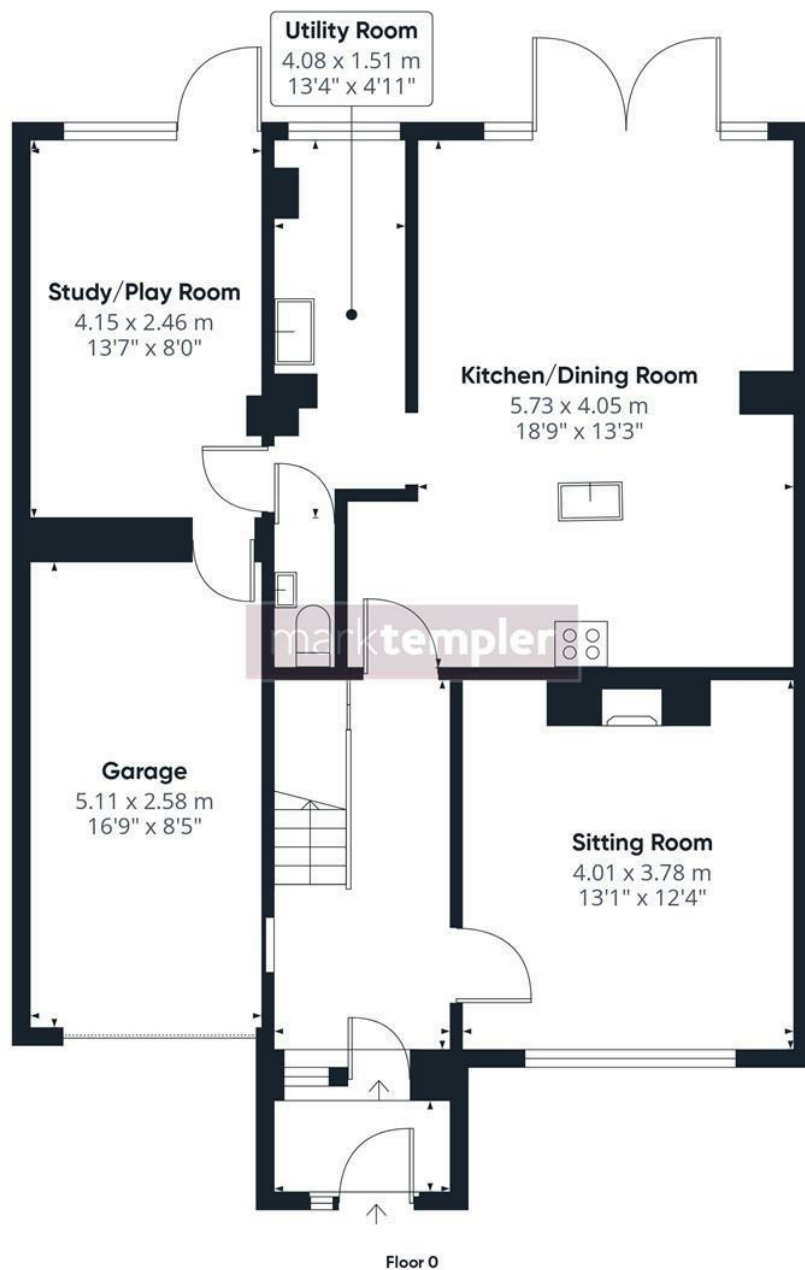 Utility Room
4.08 x 1.51 m
13'4" x 4'11"
Study/Play Room
4.15 x 2.46 m
13'7" x 8'0"
Kitchen/Dining Room
5.73 x 4.05 m
18'9" x 13'3"
marktempler
Garage
5.11 x 2.58 m
16'9" x 8'5"
Sitting Room
4.01 x 3.78 m
13'1" x 12'4"
Floor 0